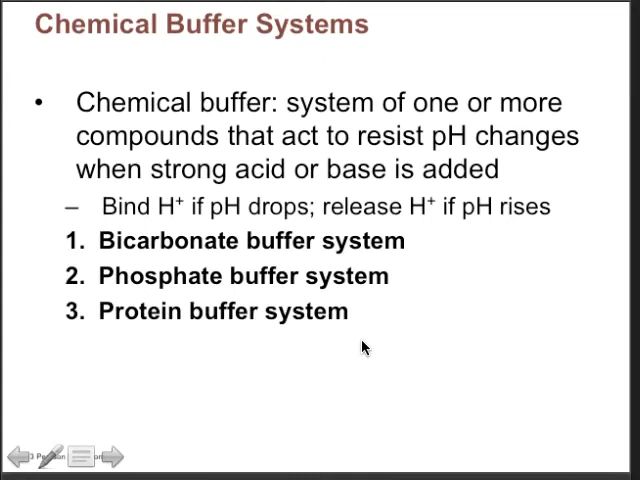 Chemical Buffer Systems
• Chemical buffer: system of one or more
compounds that act to resist pH changes
when strong acid or base is added
– Bind H⁺ if pH drops; release H⁺ if pH rises
1. Bicarbonate buffer system
2. Phosphate buffer system
3. Protein buffer system